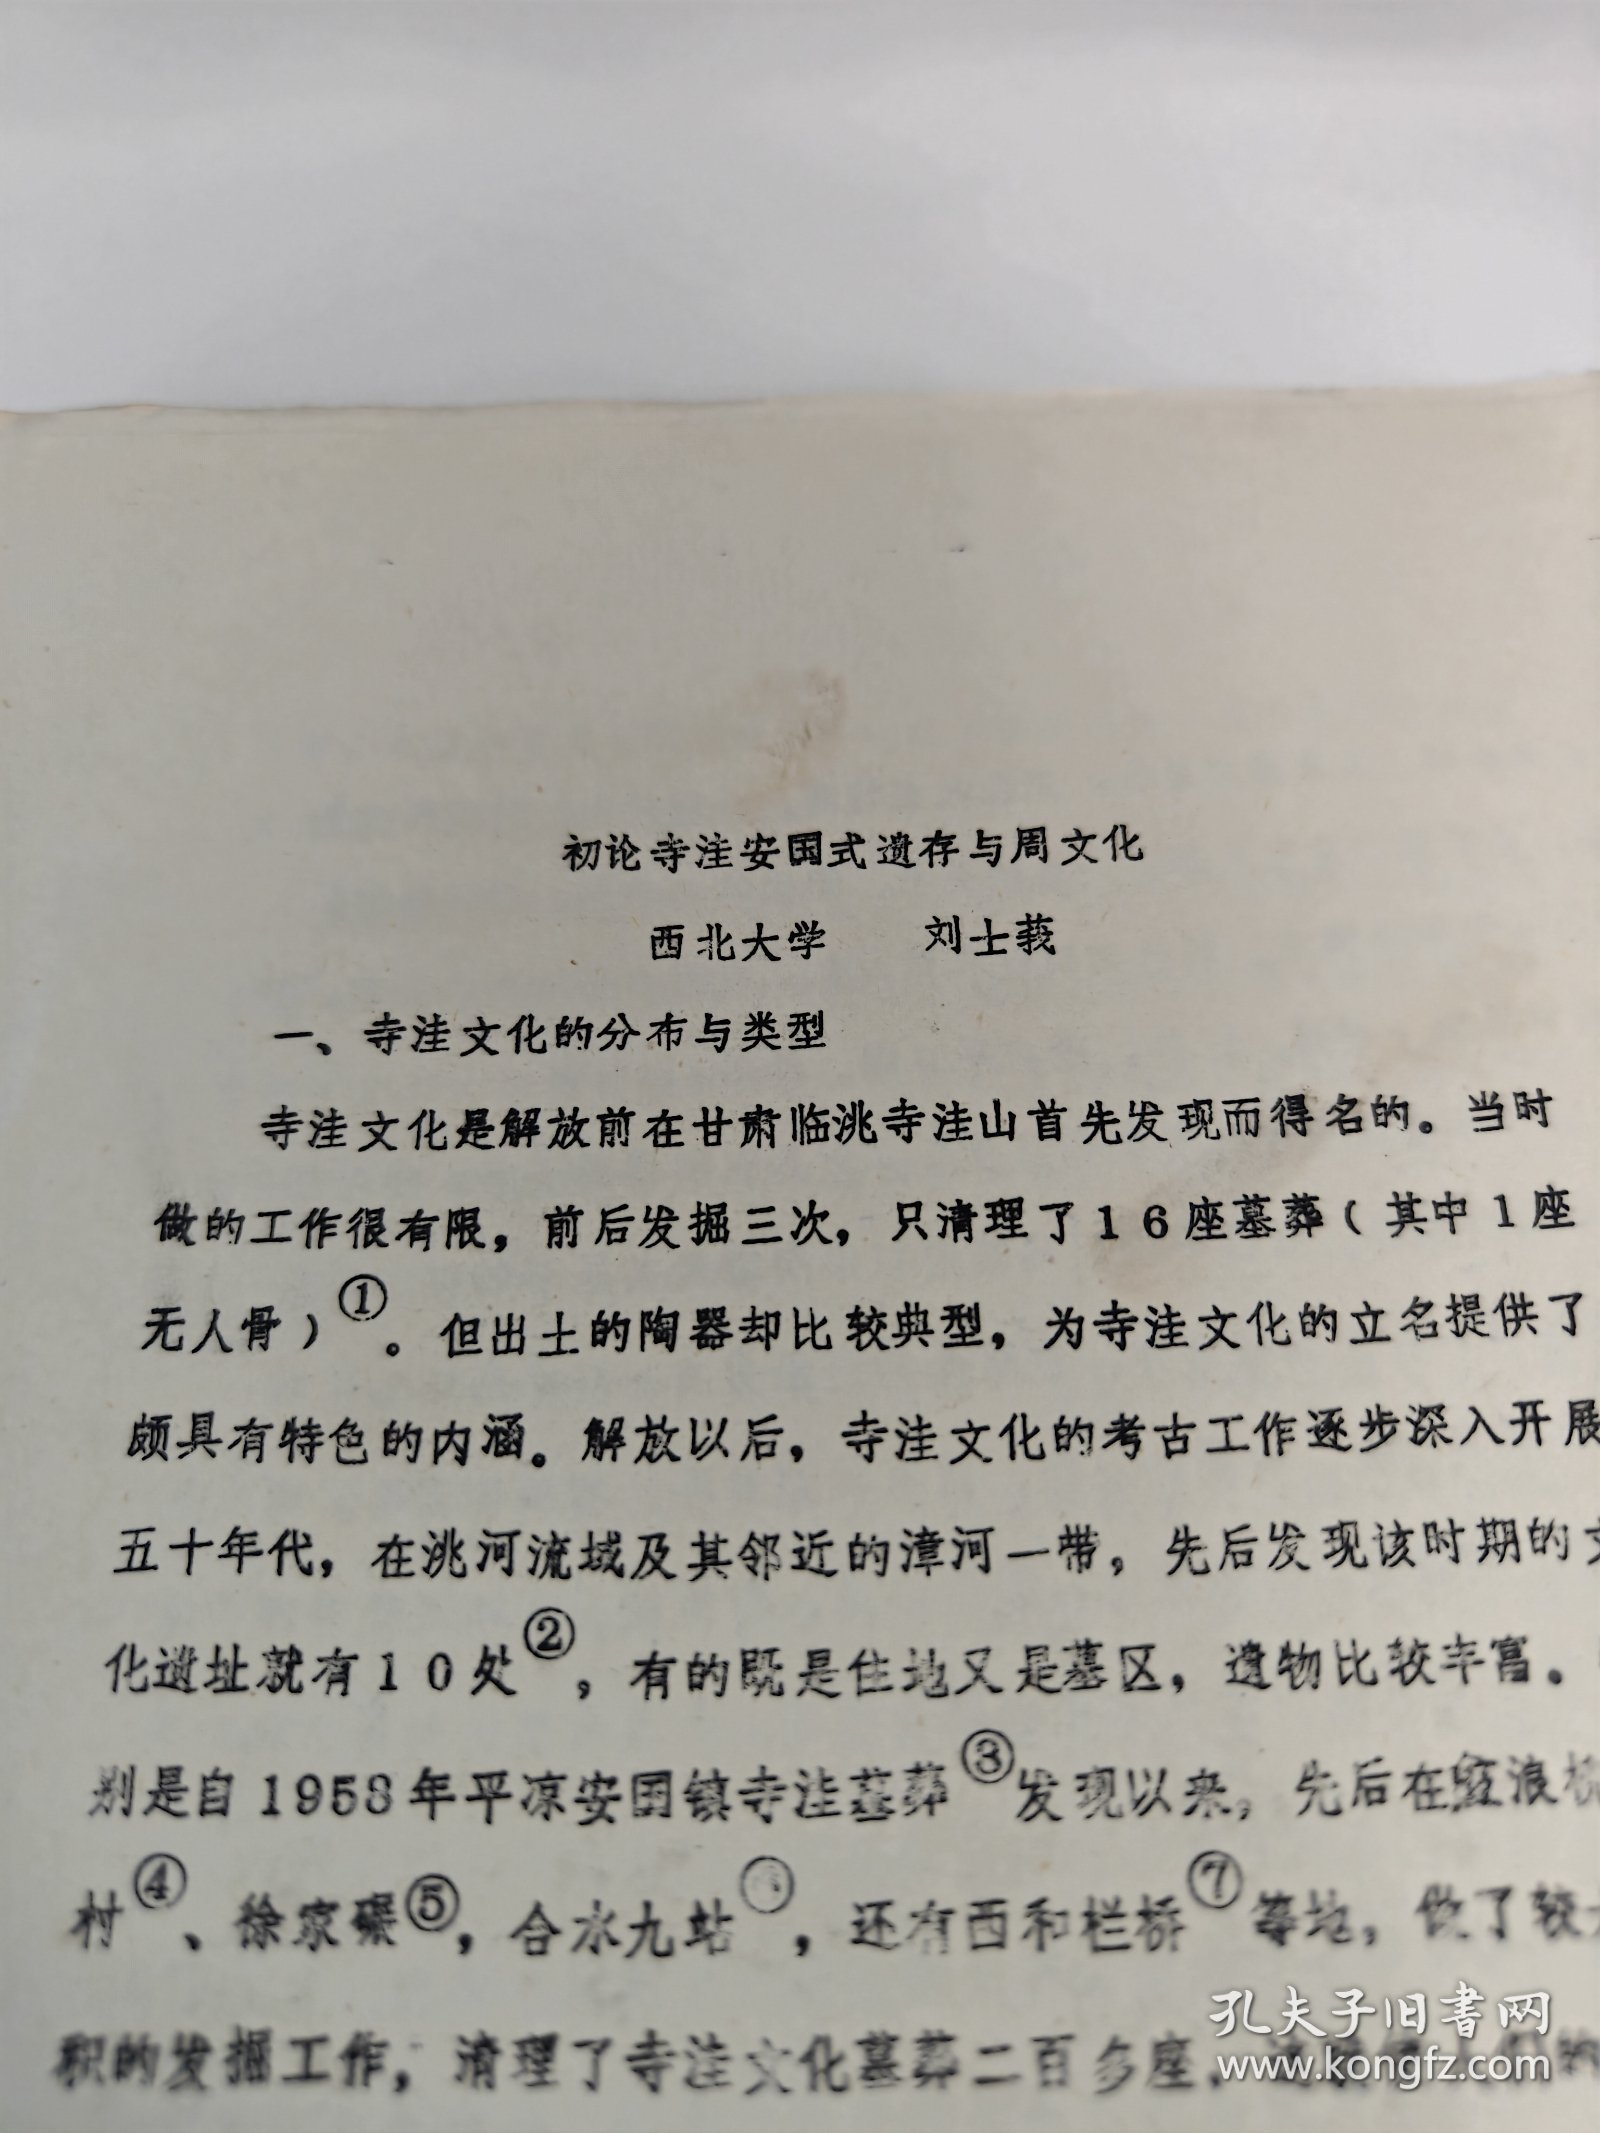 初论寺洼安国式遗存与周文化
西北大学 刘士莪
一、寺洼文化的分布与类型
寺洼文化是解放前在甘肃临洮寺洼山首先发现而得名的。当时
做的工作很有限，前后发掘三次，只清理了16座墓葬（其中1座
无人骨）①。但出土的陶器却比较典型，为寺洼文化的立名提供了
颇具有特色的内涵。解放以后，寺洼文化的考古工作逐步深入开展
五十年代，在洮河流域及其邻近的漳河一带，先后发现该时期的文
化遗址就有10处②，有的既是住地又是墓区，遗物比较丰富。
别是自1958年平凉安国镇寺洼墓葬③发现以来，先后在 浪
村④、徐家碾⑤，合水九站⑥，还有西和栏桥⑦等地，做了较
积的发掘工作，清理了寺洼文化墓葬二百多座，
孔夫子旧书网
www.kongfz.com